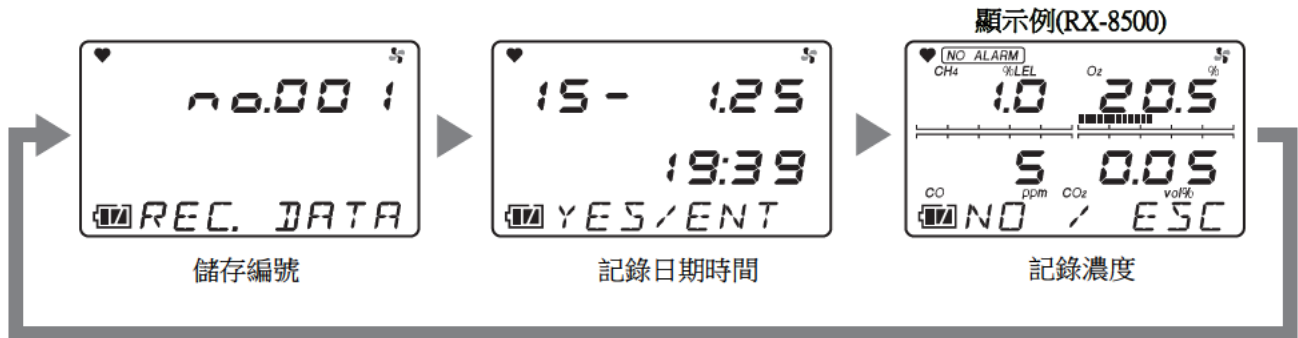 顯示例(RX-8500)
no.001
REC. DATA
儲存編號
15- 1.25
19:39
YES/ENT
記錄日期時間
NO ALARM
CH₄ %LEL O₂ %
1.0 20.5
5 0.05
CO ppm CO₂ vol%
NO / ESC
記錄濃度